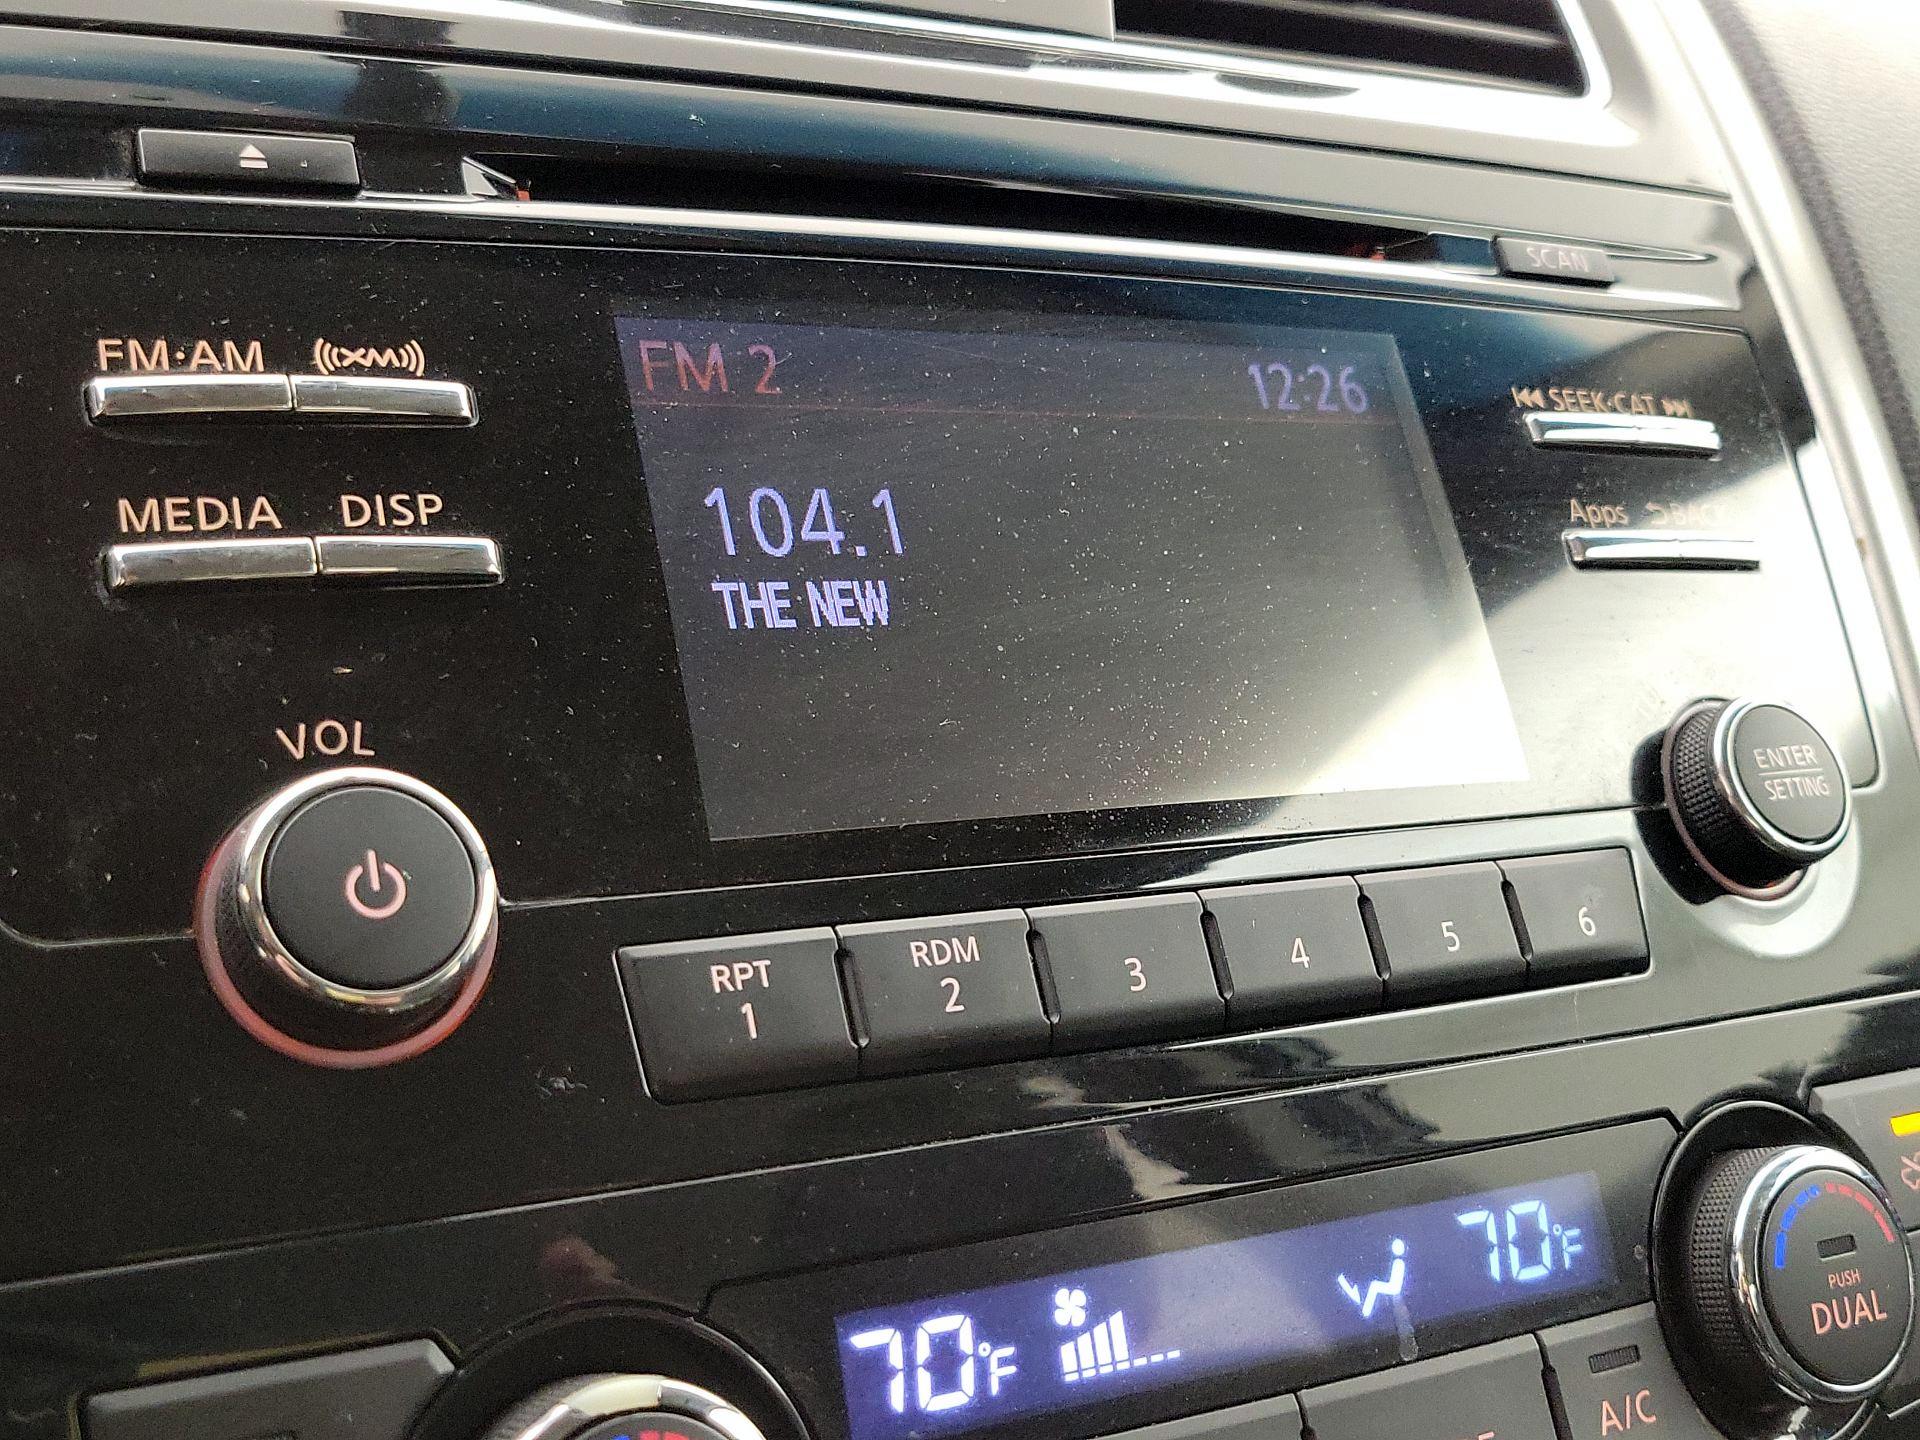 SCAN
FM·AM (((XM)))
FM 2 12:26
SEEK·CAT
MEDIA DISP
104.1
Apps BACK
THE NEW
VOL
ENTER
SETTING
RPT
1
RDM
2
3
4
5
6
70°F
70°F
PUSH
DUAL
A/C